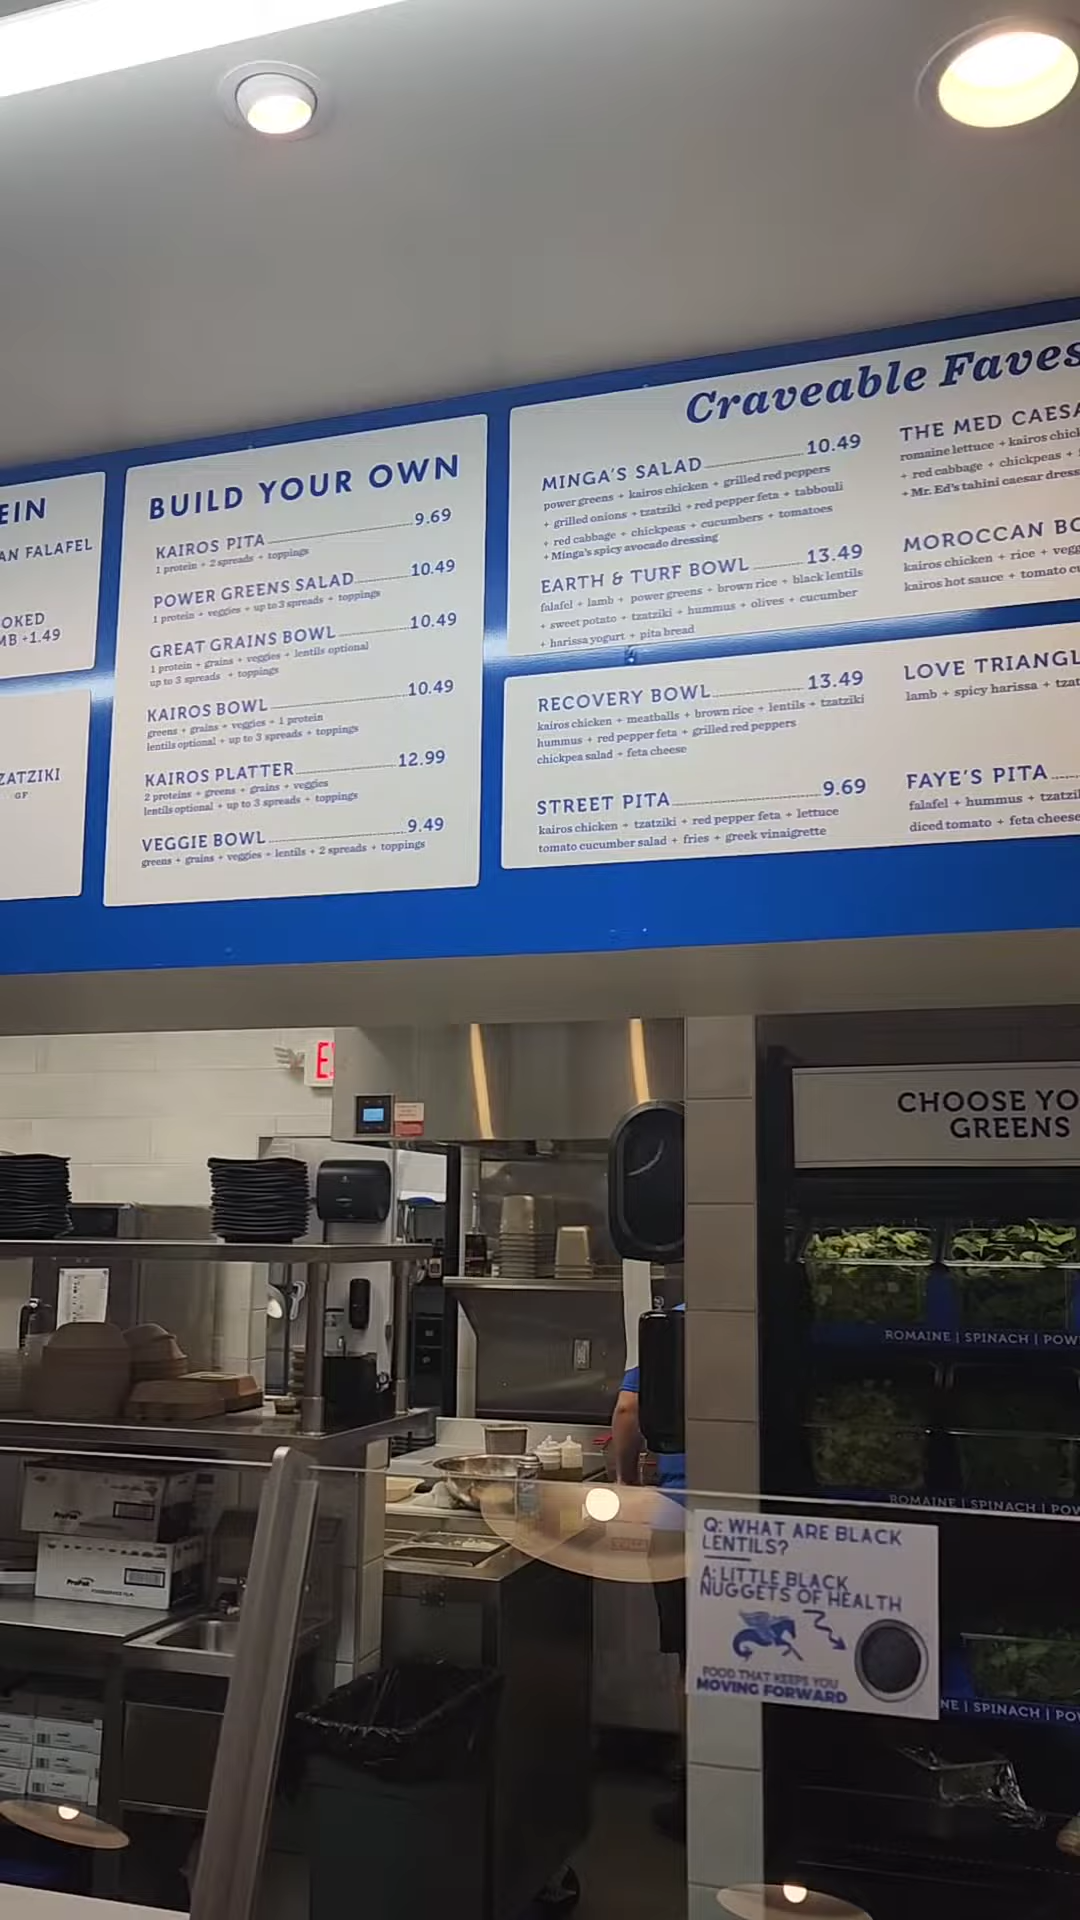 EIN
AN FALAFEL
OKED
MB +1.49
ZATZIKI
GF
BUILD YOUR OWN
KAIROS PITA 9.69
1 protein + 2 spreads + toppings
POWER GREENS SALAD 10.49
1 protein + veggies + up to 3 spreads + toppings
GREAT GRAINS BOWL 10.49
1 protein + grains + veggies + lentils optional
up to 3 spreads + toppings
KAIROS BOWL 10.49
greens + grains + veggies + 1 protein
lentils optional + up to 3 spreads + toppings
KAIROS PLATTER 12.99
2 proteins + greens + grains + veggies
lentils optional + up to 3 spreads + toppings
VEGGIE BOWL 9.49
greens + grains + veggies + lentils + 2 spreads + toppings
Craveable Faves
MINGA'S SALAD 10.49
power greens + kairos chicken + grilled red peppers
+ grilled onions + tzatziki + red pepper feta + tabbouli
+ red cabbage + chickpeas + cucumbers + tomatoes
+ Minga's spicy avocado dressing
EARTH & TURF BOWL 13.49
falafel + lamb + power greens + brown rice + black lentils
+ sweet potato + tzatziki + hummus + olives + cucumber
+ harissa yogurt + pita bread
RECOVERY BOWL 13.49
kairos chicken + meatballs + brown rice + lentils + tzatziki
hummus + red pepper feta + grilled red peppers
chickpea salad + feta cheese
STREET PITA 9.69
kairos chicken + tzatziki + red pepper feta + lettuce
tomato cucumber salad + fries + greek vinaigrette
THE MED CAESA
romaine lettuce + kairos chick
+ red cabbage + chickpeas +
+ Mr. Ed's tahini caesar dress
MOROCCAN BO
kairos chicken + rice + vegg
kairos hot sauce + tomato cu
LOVE TRIANGL
lamb + spicy harissa + tzat
FAYE'S PITA
falafel + hummus + tzatzi
diced tomato + feta cheese
E
CHOOSE YO
GREENS
ROMAINE | SPINACH | POW
ROMAINE | SPINACH | POW
NE | SPINACH | PO
Q: WHAT ARE BLACK
LENTILS?
A: LITTLE BLACK
NUGGETS OF HEALTH
FOOD THAT KEEPS YOU
MOVING FORWARD
ProPak
ProPak